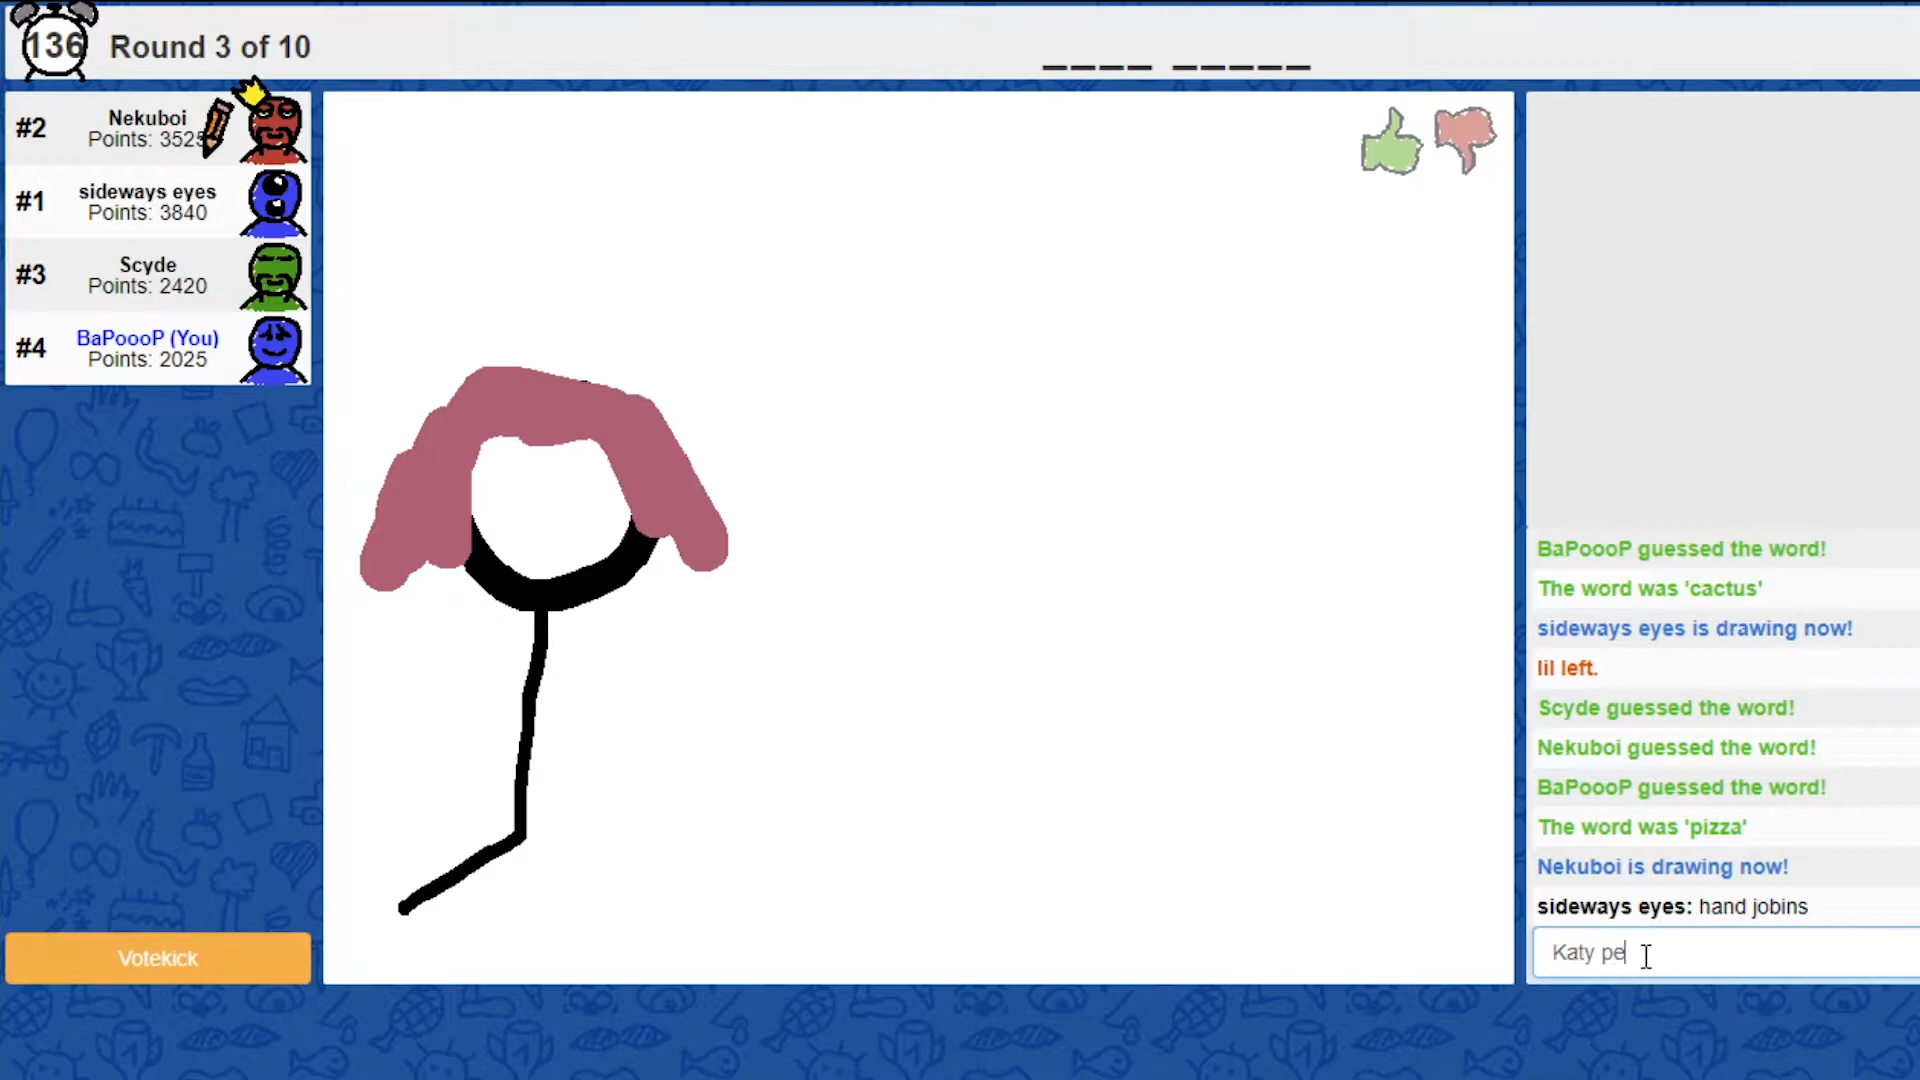 136 Round 3 of 10
____ _____
#2 Nekuboi
Points: 3525
#1 sideways eyes
Points: 3840
#3 Scyde
Points: 2420
#4 BaPoooP (You)
Points: 2025
Votekick
BaPoooP guessed the word!
The word was 'cactus'
sideways eyes is drawing now!
lil left.
Scyde guessed the word!
Nekuboi guessed the word!
BaPoooP guessed the word!
The word was 'pizza'
Nekuboi is drawing now!
sideways eyes: hand jobins
Katy pe